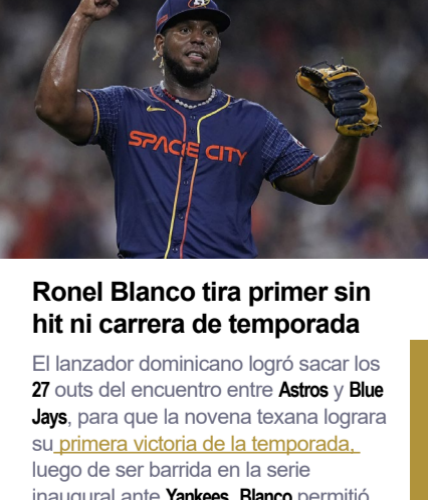 SPACE CITY
Ronel Blanco tira primer sin
hit ni carrera de temporada
El lanzador dominicano logró sacar los
27 outs del encuentro entre Astros y Blue
Jays, para que la novena texana lograra
su primera victoria de la temporada,
luego de ser barrida en la serie
inaugural ante Yankees. Blanco permitió